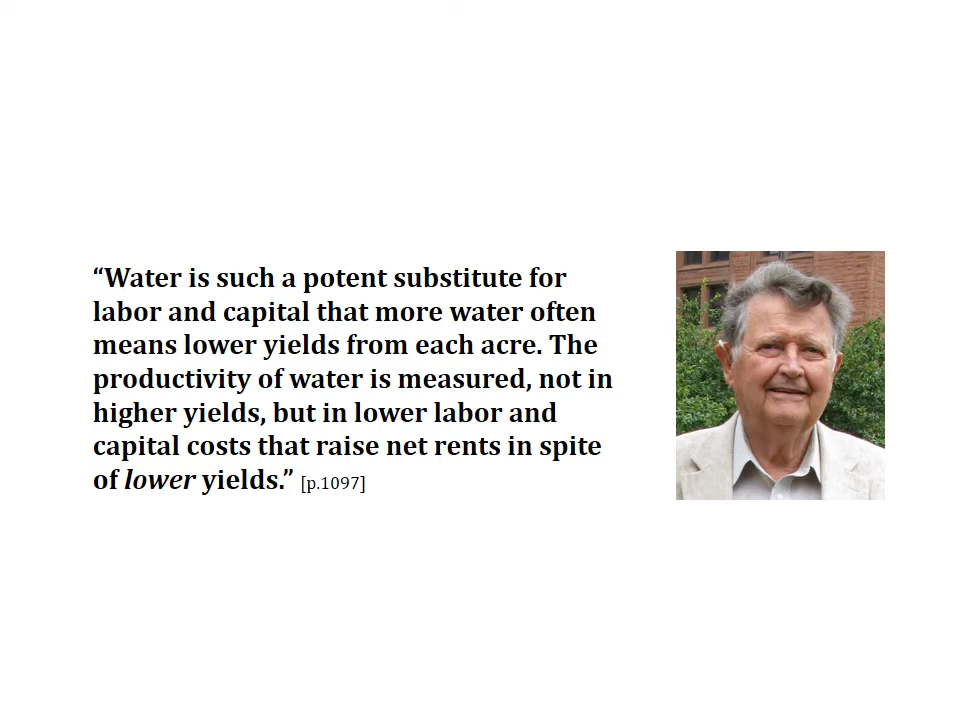 “Water is such a potent substitute for
labor and capital that more water often
means lower yields from each acre. The
productivity of water is measured, not in
higher yields, but in lower labor and
capital costs that raise net rents in spite
of lower yields.” [p.1097]